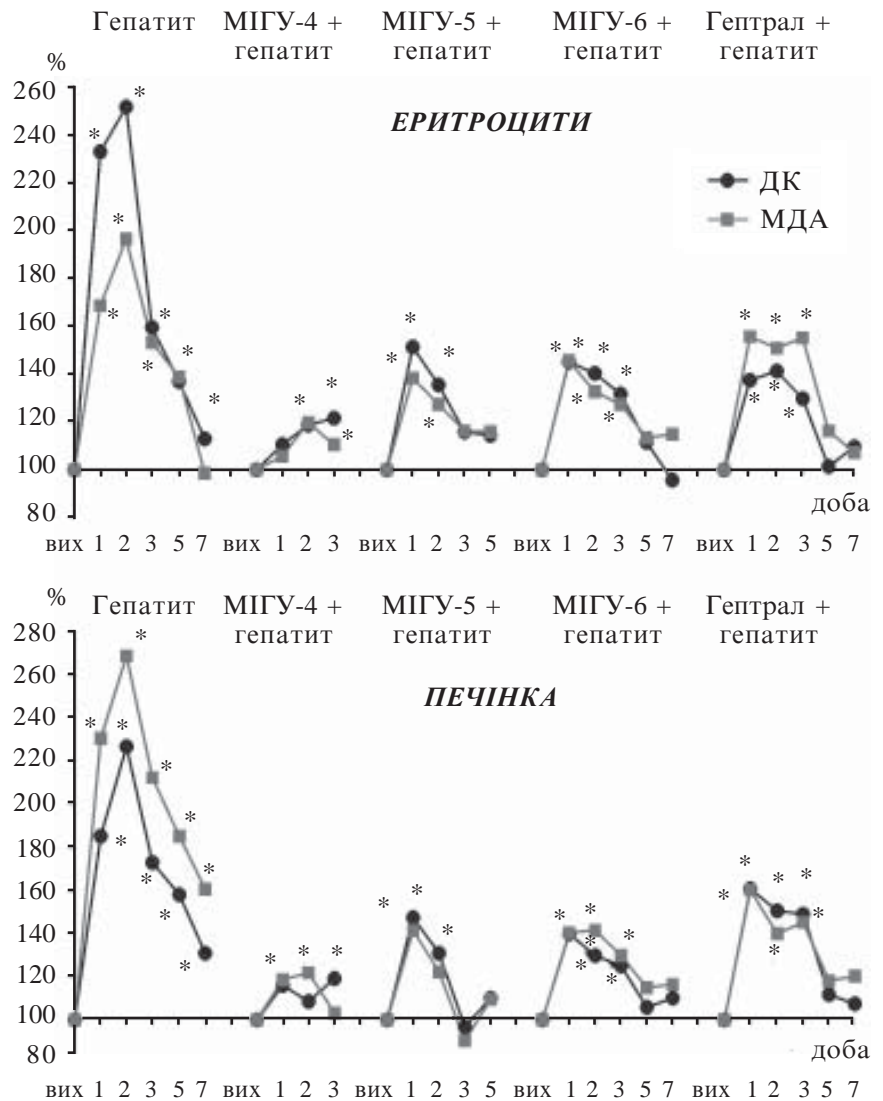 Гепатит МІГУ-4 + МІГУ-5 + МІГУ-6 + Гептрал +
гепатит гепатит гепатит гепатит
%
260
ЕРИТРОЦИТИ
240
220
ДК
200
МДА
180
160
140
120
100
80
доба
вих 1 2 3 5 7 вих 1 2 3 вих 1 2 3 5 вих 1 2 3 5 7 вих 1 2 3 5 7
%
Гепатит МІГУ-4 + МІГУ-5 + МІГУ-6 + Гептрал +
гепатит гепатит гепатит гепатит
280
260
ПЕЧІНКА
240
220
200
180
160
140
120
100
80
доба
вих 1 2 3 5 7 вих 1 2 3 вих 1 2 3 5 вих 1 2 3 5 7 вих 1 2 3 5 7